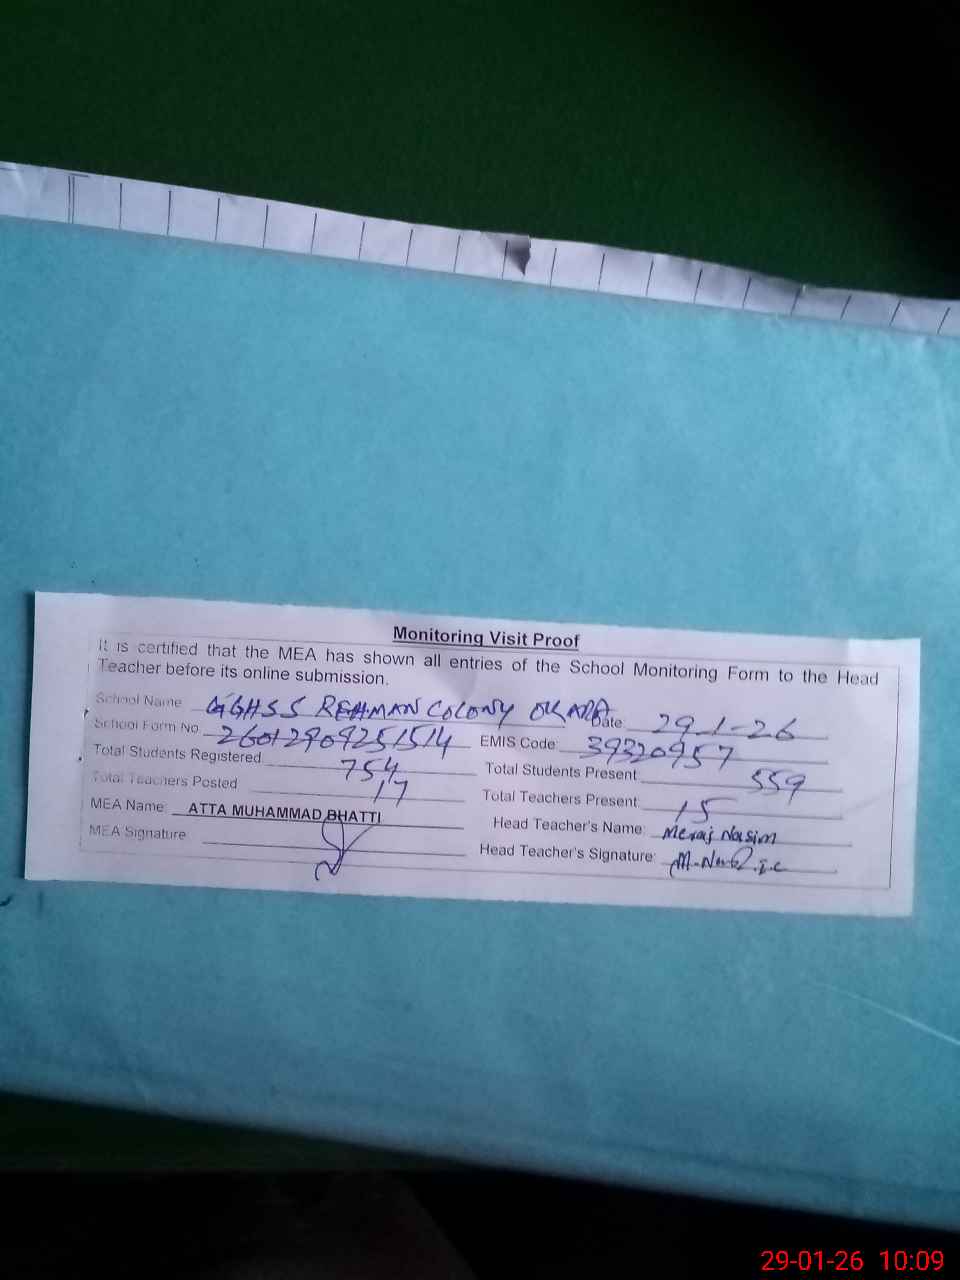 Monitoring Visit Proof
It is certified that the MEA has shown all entries of the School Monitoring Form to the Head
Teacher before its online submission.
School Name GGHSS REHMAN COLONY OKARA Date 29-1-26
School Form No. 26012909251514 EMIS Code: 39320957
Total Students Registered: 754 Total Students Present: 559
Total Teachers Posted 17 Total Teachers Present: 15
MEA Name: ATTA MUHAMMAD BHATTI Head Teacher's Name: Meraj Nasim
MEA Signature: Head Teacher's Signature:
29-01-26 10:09